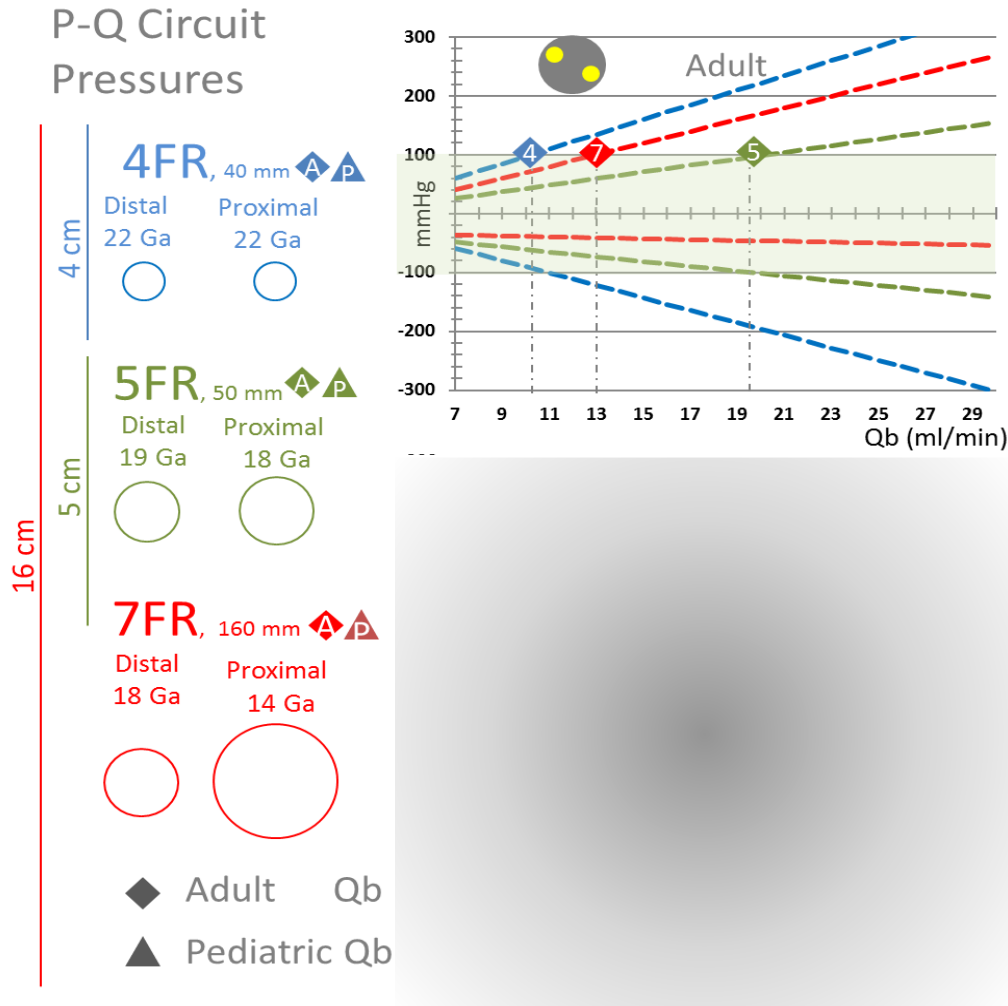 P-Q Circuit
Pressures
4FR, 40 mm A P
Distal Proximal
22 Ga 22 Ga
4 cm
5FR, 50 mm A P
Distal Proximal
19 Ga 18 Ga
5 cm
16 cm
7FR, 160 mm A P
Distal Proximal
18 Ga 14 Ga
Adult Qb
Pediatric Qb
Adult
300
200
100
-100
-200
-300
mmHg
4 7 5
7 9 11 13 15 17 19 21 23 25 27 29
Qb (ml/min)